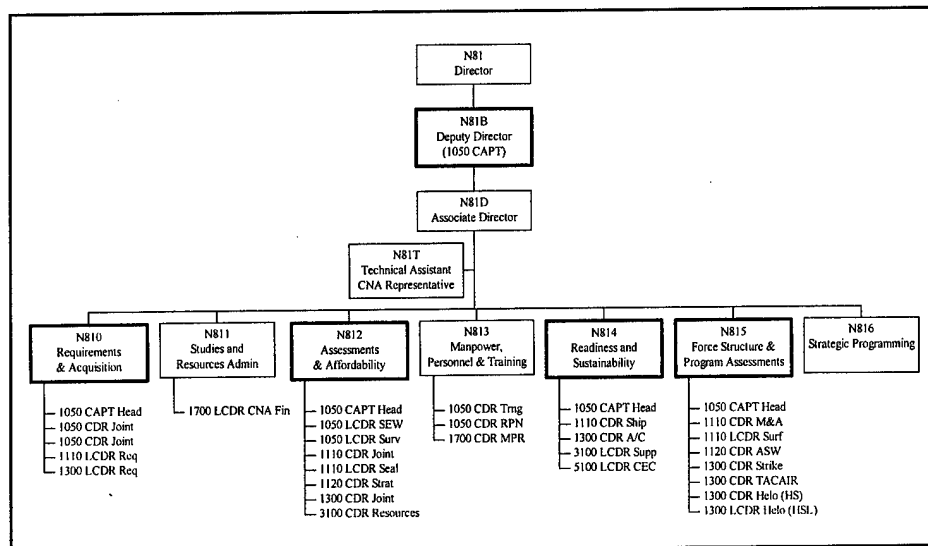 N81
Director
N81B
Deputy Director
(1050 CAPT)
N81D
Associate Director
N81T
Technical Assistant
CNA Representative
N810
Requirements
& Acquisition
1050 CAPT Head
1050 CDR Joint
1050 CDR Joint
1110 LCDR Req
1300 LCDR Req
N811
Studies and
Resources Admin
1700 LCDR CNA Fin
N812
Assessments
& Affordability
1050 CAPT Head
1050 LCDR SEW
1050 LCDR Surv
1110 CDR Joint
1110 LCDR Seal
1120 CDR Strat
1300 CDR Joint
3100 CDR Resources
N813
Manpower,
Personnel & Training
1050 CDR Trng
1050 CDR RPN
1700 CDR MPR
N814
Readiness and
Sustainability
1050 CAPT Head
1110 CDR Ship
1300 CDR A/C
3100 LCDR Supp
5100 LCDR CEC
N815
Force Structure &
Program Assessments
1050 CAPT Head
1110 CDR M&A
1110 LCDR Surf
1120 CDR ASW
1300 CDR Strike
1300 CDR TACAIR
1300 CDR Helo (HS)
1300 LCDR Helo (HSL)
N816
Strategic Programming